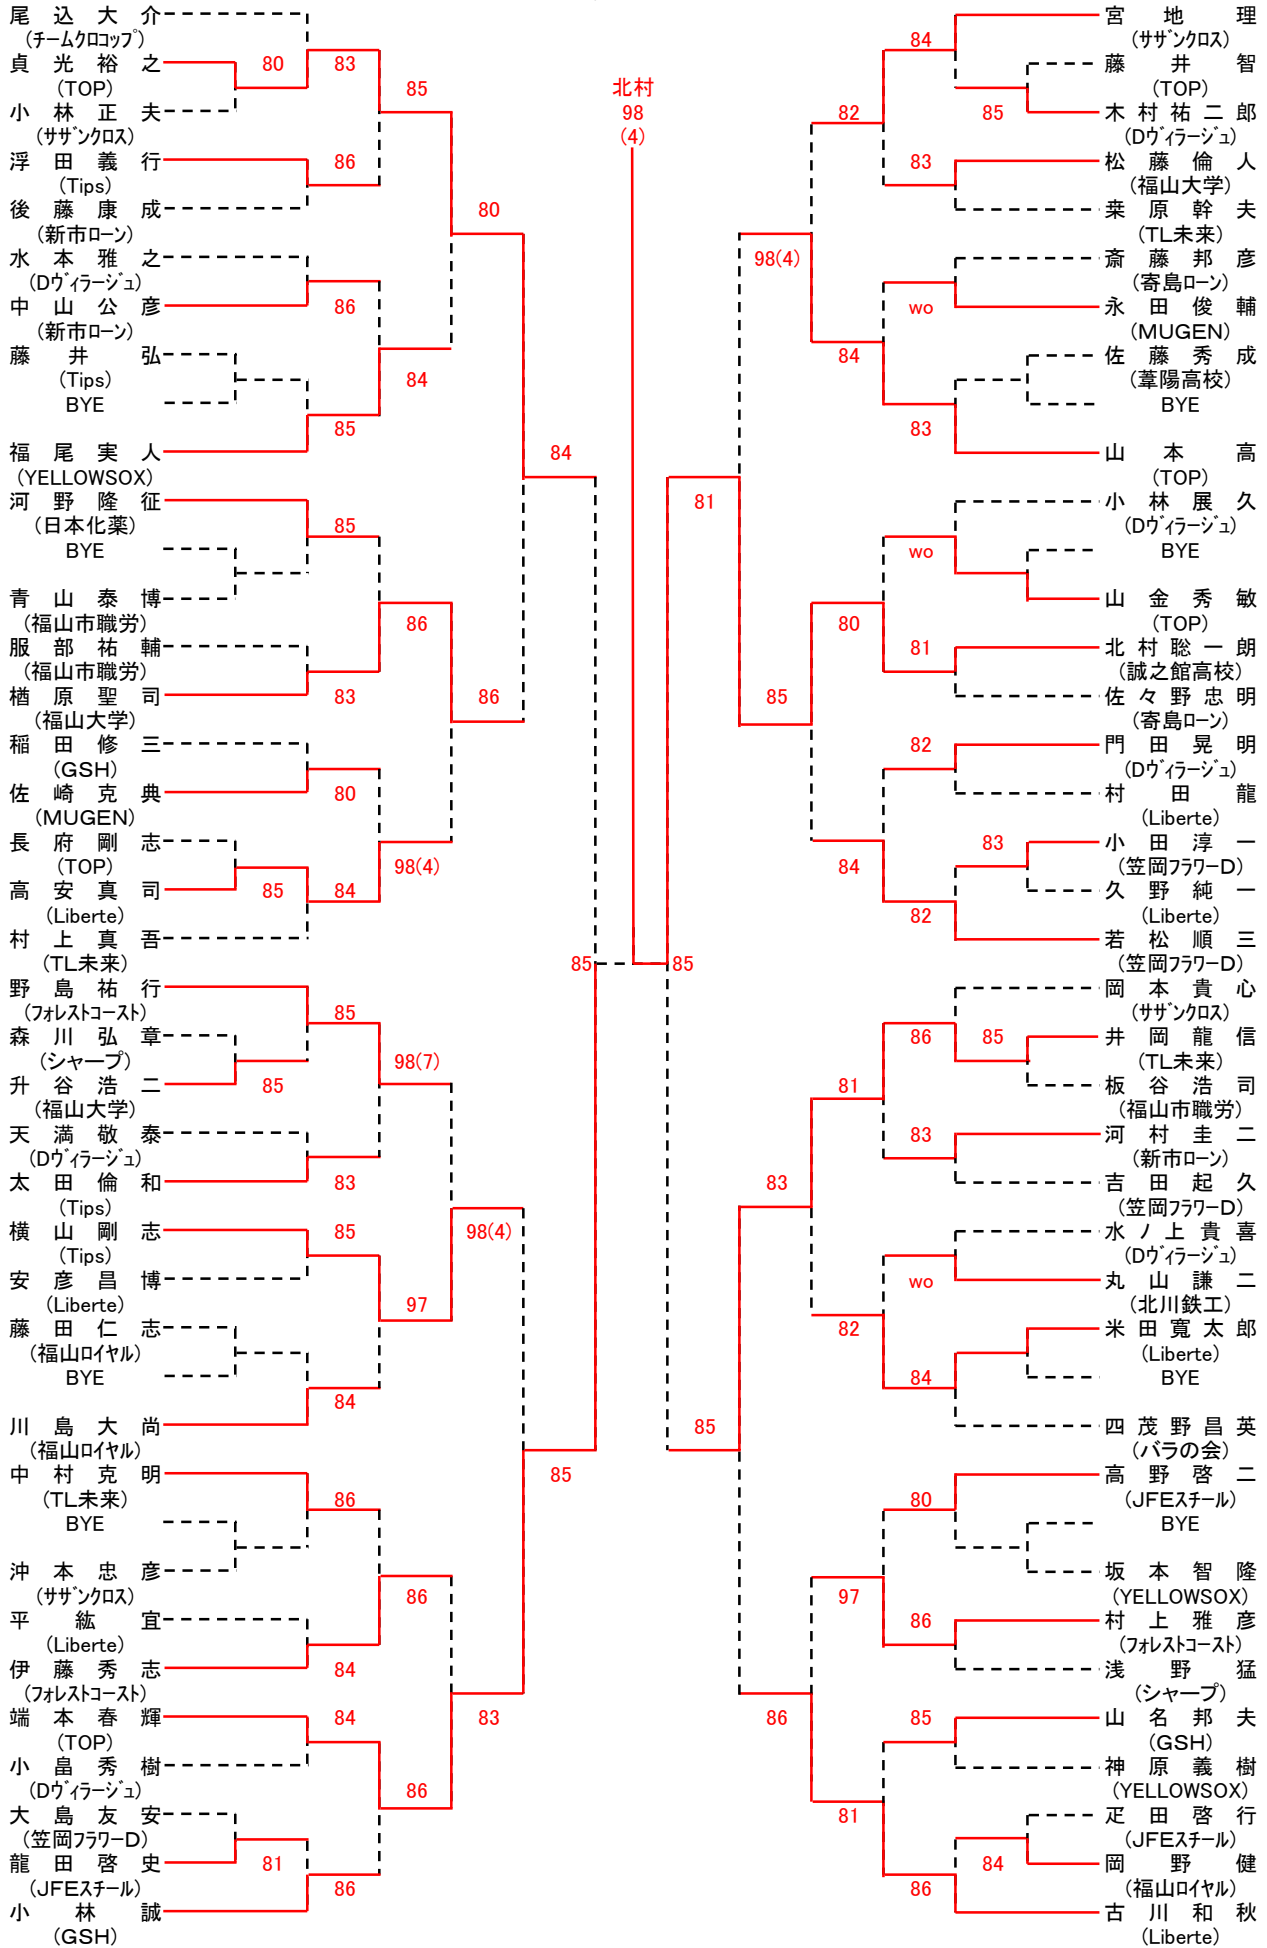 尾込大介
(チームクロコップ)
貞光裕之
80
83
(TOP)
85
小林正夫
(サザンクロス)
浮田義行
86
(Tips)
後藤康成
80
(新市ローン)
水本雅之
(Dヴィラージュ)
中山公彦
86
(新市ローン)
藤井弘
(Tips)
84
BYE
85
福尾実人
84
(YELLOWSOX)
河野隆征
(日本化薬)
85
BYE
青山泰博
(福山市職労)
86
服部祐輔
(福山市職労)
楢原聖司
83
86
(福山大学)
稲田修三
(GSH)
佐崎克典
80
(MUGEN)
長府剛志
(TOP)
98(4)
高安真司
85
84
(Liberte)
村上真吾
(TL未来)
85
野島祐行
(フォレストコースト)
85
森川弘章
(シャープ)
98(7)
升谷浩二
85
(福山大学)
天満敬泰
(Dヴィラージュ)
太田倫和
83
(Tips)
横山剛志
85
98(4)
(Tips)
安彦昌博
(Liberte)
97
藤田仁志
(福山ロイヤル)
BYE
84
川島大尚
(福山ロイヤル)
中村克明
85
(TL未来)
86
BYE
沖本忠彦
(サザンクロス)
86
平紘宜
(Liberte)
伊藤秀志
84
(フォレストコースト)
端本春輝
84
83
(TOP)
小畠秀樹
(Dヴィラージュ)
86
大島友安
(笠岡フラワーD)
龍田啓史
81
(JFEスチール)
86
小林誠
(GSH)
北村
98
(4)
宮地理
84
(サザンクロス)
藤井智
(TOP)
82
85
木村祐二郎
(Dヴィラージュ)
83
松藤倫人
(福山大学)
桒原幹夫
(TL未来)
98(4)
斎藤邦彦
(寄島ローン)
wo
永田俊輔
(MUGEN)
84
佐藤秀成
(葦陽高校)
BYE
83
山本高
(TOP)
81
小林展久
(Dヴィラージュ)
wo
BYE
山金秀敏
(TOP)
80
81
北村聡一朗
(誠之館高校)
85
佐々野忠明
(寄島ローン)
82
門田晃明
(Dヴィラージュ)
村田龍
(Liberte)
83
小田淳一
84
(笠岡フラワーD)
久野純一
82
(Liberte)
若松順三
(笠岡フラワーD)
85
岡本貴心
(サザンクロス)
86
85
井岡龍信
(TL未来)
81
板谷浩司
(福山市職労)
83
河村圭二
(新市ローン)
83
吉田起久
(笠岡フラワーD)
水ノ上貴喜
(Dヴィラージュ)
wo
丸山謙二
(北川鉄工)
82
米田寛太郎
(Liberte)
84
BYE
85
四茂野昌英
(バラの会)
高野啓二
80
(JFEスチール)
BYE
坂本智隆
97
(YELLOWSOX)
86
村上雅彦
(フォレストコースト)
浅野猛
(シャープ)
86
85
山名邦夫
(GSH)
神原義樹
(YELLOWSOX)
81
疋田啓行
(JFEスチール)
84
岡野健
86
(福山ロイヤル)
古川和秋
(Liberte)